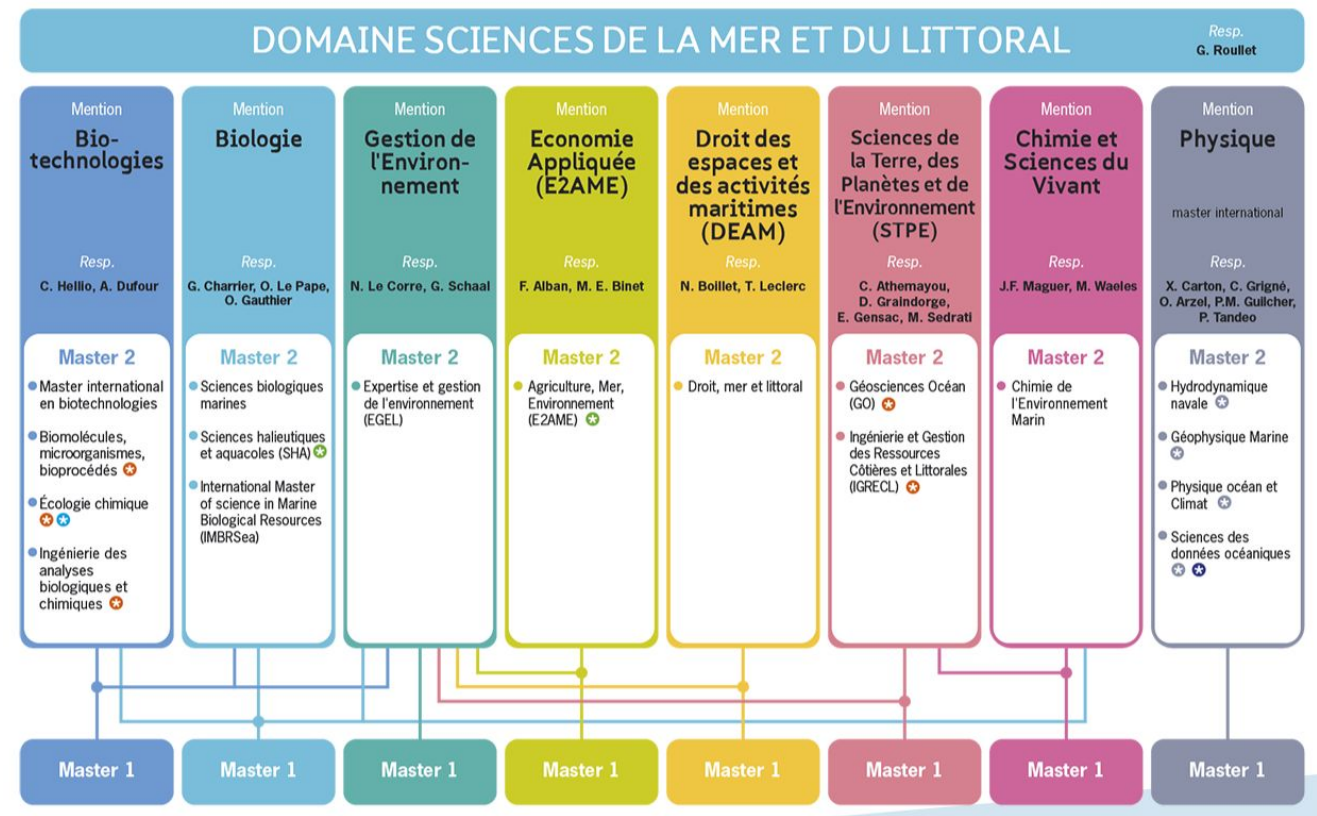 DOMAINE SCIENCES DE LA MER ET DU LITTORAL
Resp.
G. Roullet
Mention
Bio-
technologies
Resp.
C. Hellio, A. Dufour
Master 2
Master international
en biotechnologies
Biomolécules,
microorganismes,
bioprocédés
Écologie chimique
Ingénierie des
analyses
biologiques et
chimiques
Mention
Biologie
Resp.
G. Charrier, O. Le Pape,
O. Gauthier
Master 2
Sciences biologiques
marines
Sciences halieutiques
et aquacoles (SHA)
International Master
of science in Marine
Biological Resources
(IMBRSea)
Mention
Gestion de
l'Environ-
nement
Resp.
N. Le Corre, G. Schaal
Master 2
Expertise et gestion
de l'environnement
(EGEL)
Mention
Economie
Appliquée
(E2AME)
Resp.
F. Alban, M. E. Binet
Master 2
Agriculture, Mer,
Environnement
(E2AME)
Mention
Droit des
espaces et
des activités
maritimes
(DEAM)
Resp.
N. Boillet, T. Leclerc
Master 2
Droit, mer et littoral
Mention
Sciences de
la Terre, des
Planètes et de
l'Environnement
(STPE)
Resp.
C. Athemayou,
D. Graindorge,
E. Gensac, M. Sedrati
Master 2
Géosciences Océan
(GO)
Ingénierie et Gestion
des Ressources
Côtières et Littorales
(IGRECL)
Mention
Chimie et
Sciences du
Vivant
Resp.
J.F. Maguer, M. Waeles
Master 2
Chimie de
l'Environnement
Marin
Mention
Physique
master international
Resp.
X. Carton, C. Grigné,
O. Arzel, P.M. Guilcher,
P. Tandeo
Master 2
Hydrodynamique
navale
Géophysique Marine
Physique océan et
Climat
Sciences des
données océaniques
Master 1
Master 1
Master 1
Master 1
Master 1
Master 1
Master 1
Master 1